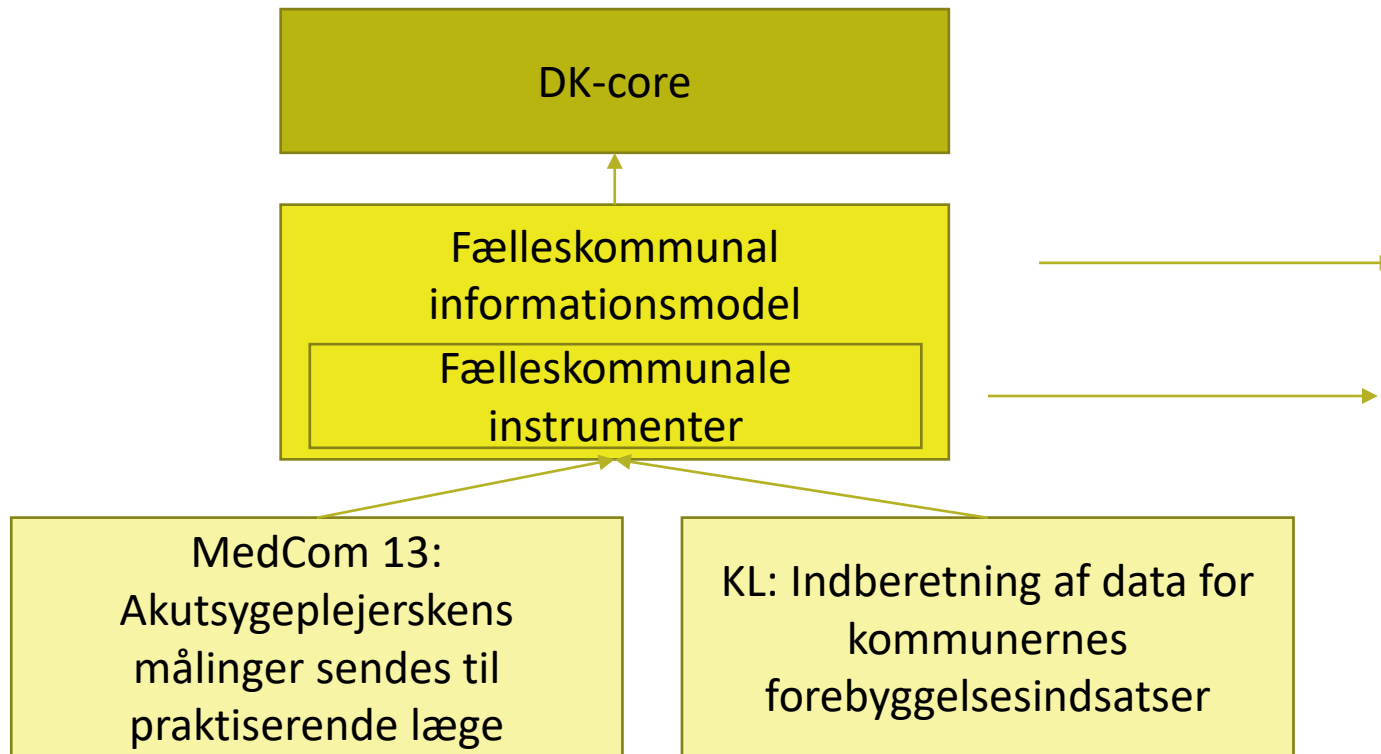 DK-core
Fælleskommunal
informationsmodel
Fælleskommunale
instrumenter
MedCom 13:
Akutsygeplejerskens
målinger sendes til
praktiserende læge
KL: Indberetning af data for
kommunernes
forebyggelsesindsatser